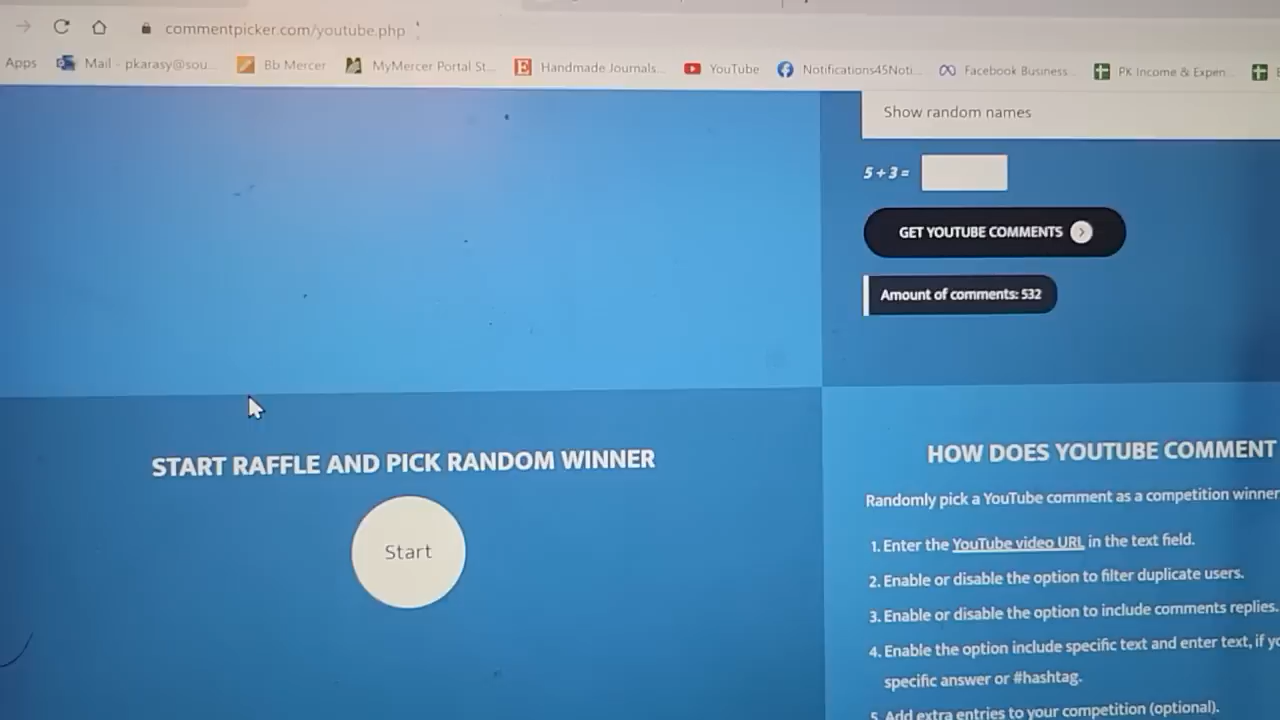 commentpicker.com/youtube.php
Apps Mail - pkarasy@sou... Bb Mercer MyMercer Portal St... Handmade Journals... YouTube Notifications45Noti... Facebook Business... PK Income & Expen...
Show random names
5 + 3 =
GET YOUTUBE COMMENTS
Amount of comments: 532
START RAFFLE AND PICK RANDOM WINNER
Start
HOW DOES YOUTUBE COMMENT
Randomly pick a YouTube comment as a competition winner
1. Enter the YouTube video URL in the text field.
2. Enable or disable the option to filter duplicate users.
3. Enable or disable the option to include comments replies.
4. Enable the option include specific text and enter text, if yo
specific answer or #hashtag.
5. Add extra entries to your competition (optional).